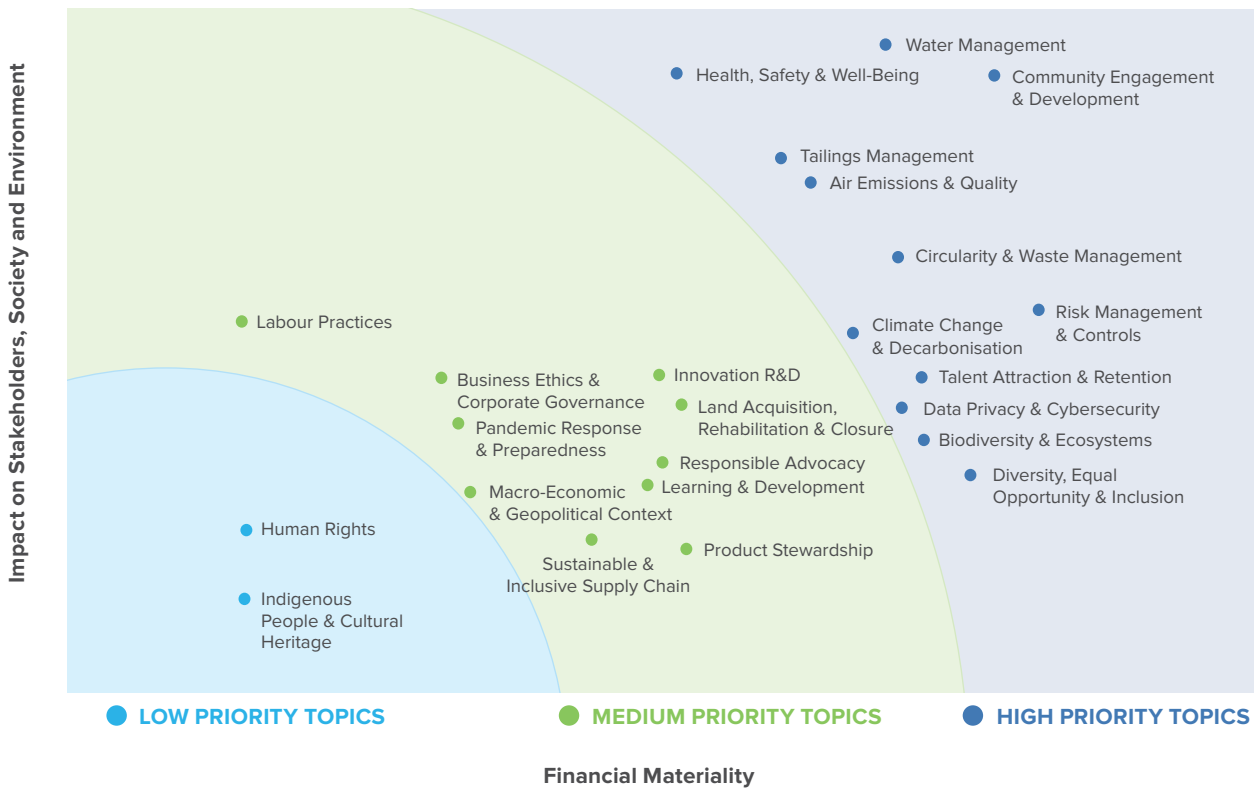 Impact on Stakeholders, Society and Environment
Water Management
Health, Safety & Well-Being
Community Engagement
& Development
Tailings Management
Air Emissions & Quality
Circularity & Waste Management
Risk Management
& Controls
Climate Change
& Decarbonisation
Labour Practices
Talent Attraction & Retention
Data Privacy & Cybersecurity
Biodiversity & Ecosystems
Diversity, Equal
Opportunity & Inclusion
Business Ethics &
Corporate Governance
Innovation R&D
Land Acquisition,
Rehabilitation & Closure
Pandemic Response
& Preparedness
Responsible Advocacy
Learning & Development
Macro-Economic
& Geopolitical Context
Sustainable &
Inclusive Supply Chain
Product Stewardship
Human Rights
Indigenous
People & Cultural
Heritage
LOW PRIORITY TOPICS
MEDIUM PRIORITY TOPICS
HIGH PRIORITY TOPICS
Financial Materiality